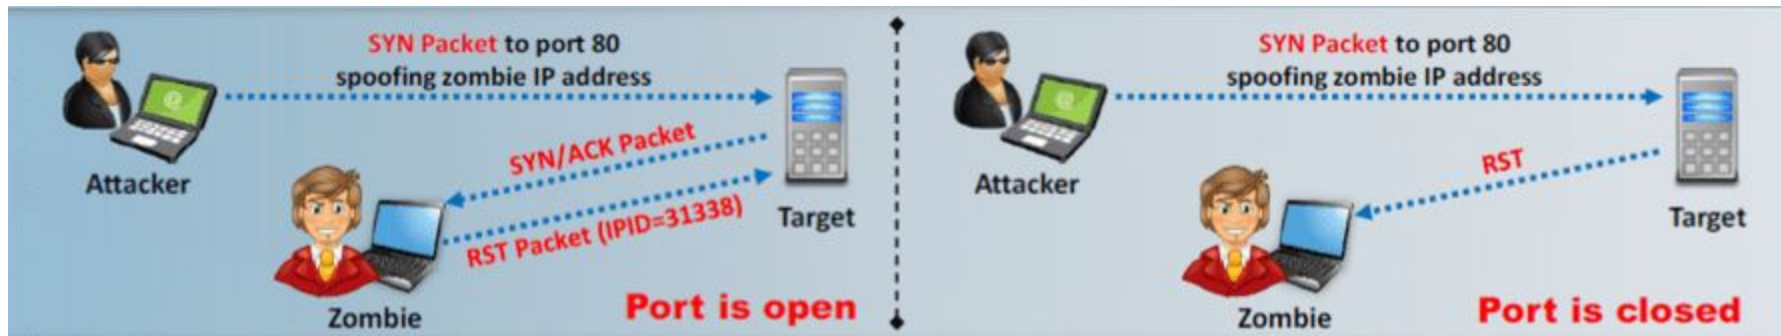 SYN Packet to port 80
spoofing zombie IP address
Attacker
SYN/ACK Packet
RST Packet (IPID=31338)
Target
Zombie
Port is open
SYN Packet to port 80
spoofing zombie IP address
Attacker
RST
Target
Zombie
Port is closed